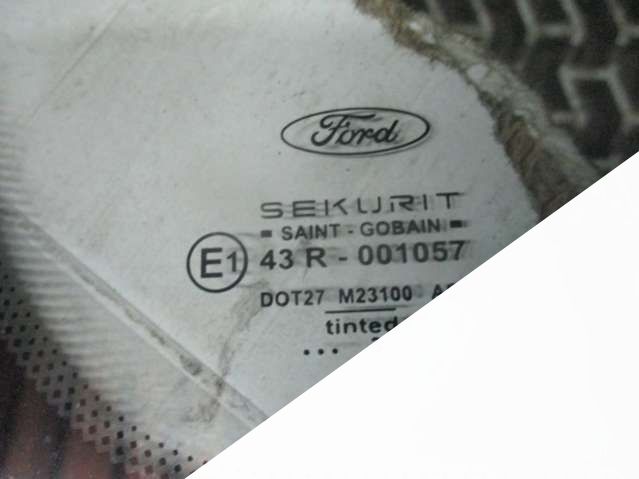 Ford
SEKURIT
SAINT - GOBAIN
E1 43 R - 001057
DOT27 M23100
tinted